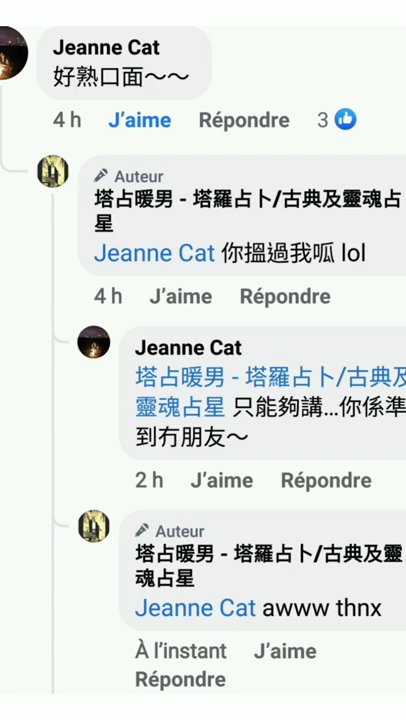 Jeanne Cat
好熟口面～～
4 h J’aime Répondre 3
Auteur
塔占暖男 - 塔羅占卜/古典及靈魂占
星
Jeanne Cat 你搵過我呱 lol
4 h J’aime Répondre
Jeanne Cat
塔占暖男 - 塔羅占卜/古典及
靈魂占星 只能夠講...你係準
到冇朋友～
2 h J’aime Répondre
Auteur
塔占暖男 - 塔羅占卜/古典及靈
魂占星
Jeanne Cat awww thnx
À l’instant J’aime
Répondre